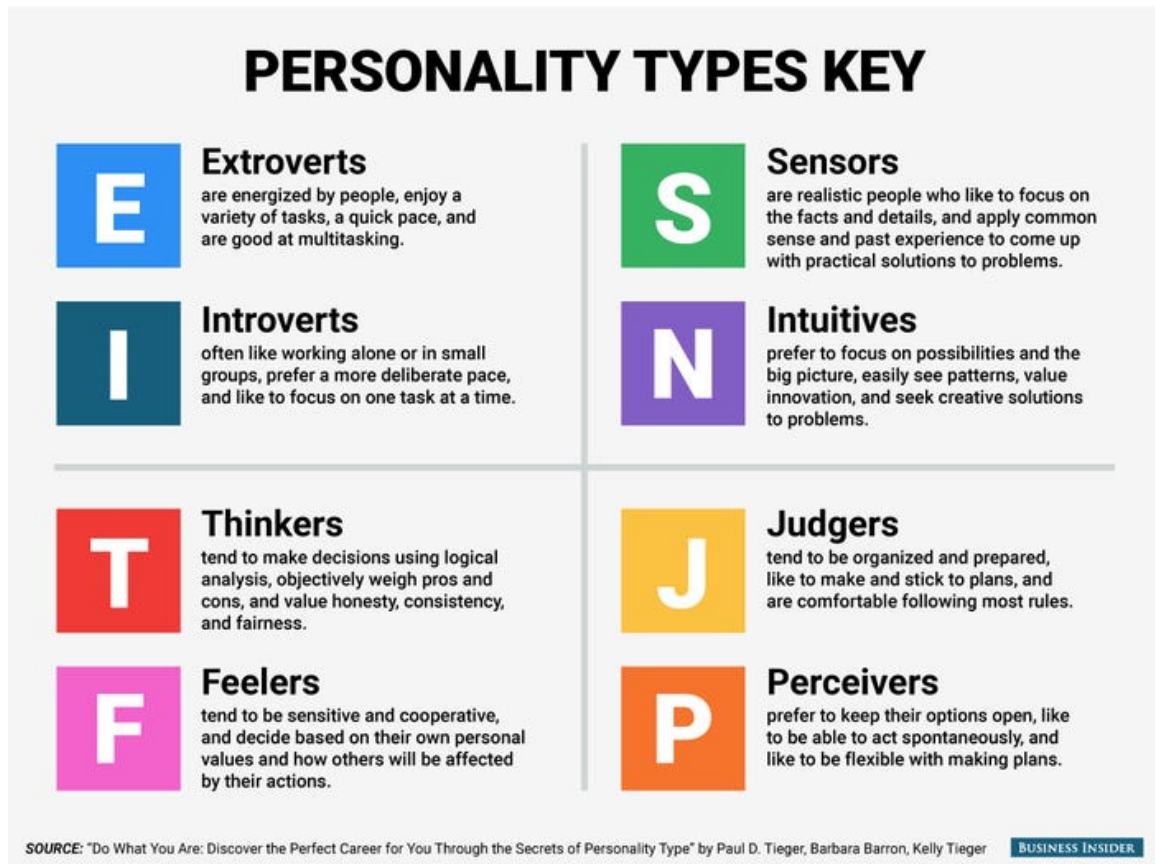 PERSONALITY TYPES KEY
E
Extroverts
are energized by people, enjoy a
variety of tasks, a quick pace, and
are good at multitasking.
I
Introverts
often like working alone or in small
groups, prefer a more deliberate pace,
and like to focus on one task at a time.
S
Sensors
are realistic people who like to focus on
the facts and details, and apply common
sense and past experience to come up
with practical solutions to problems.
N
Intuitives
prefer to focus on possibilities and the
big picture, easily see patterns, value
innovation, and seek creative solutions
to problems.
T
Thinkers
tend to make decisions using logical
analysis, objectively weigh pros and
cons, and value honesty, consistency,
and fairness.
F
Feelers
tend to be sensitive and cooperative,
and decide based on their own personal
values and how others will be affected
by their actions.
J
Judgers
tend to be organized and prepared,
like to make and stick to plans, and
are comfortable following most rules.
P
Perceivers
prefer to keep their options open, like
to be able to act spontaneously, and
like to be flexible with making plans.
SOURCE: “Do What You Are: Discover the Perfect Career for You Through the Secrets of Personality Type” by Paul D. Tieger, Barbara Barron, Kelly Tieger
BUSINESS INSIDER